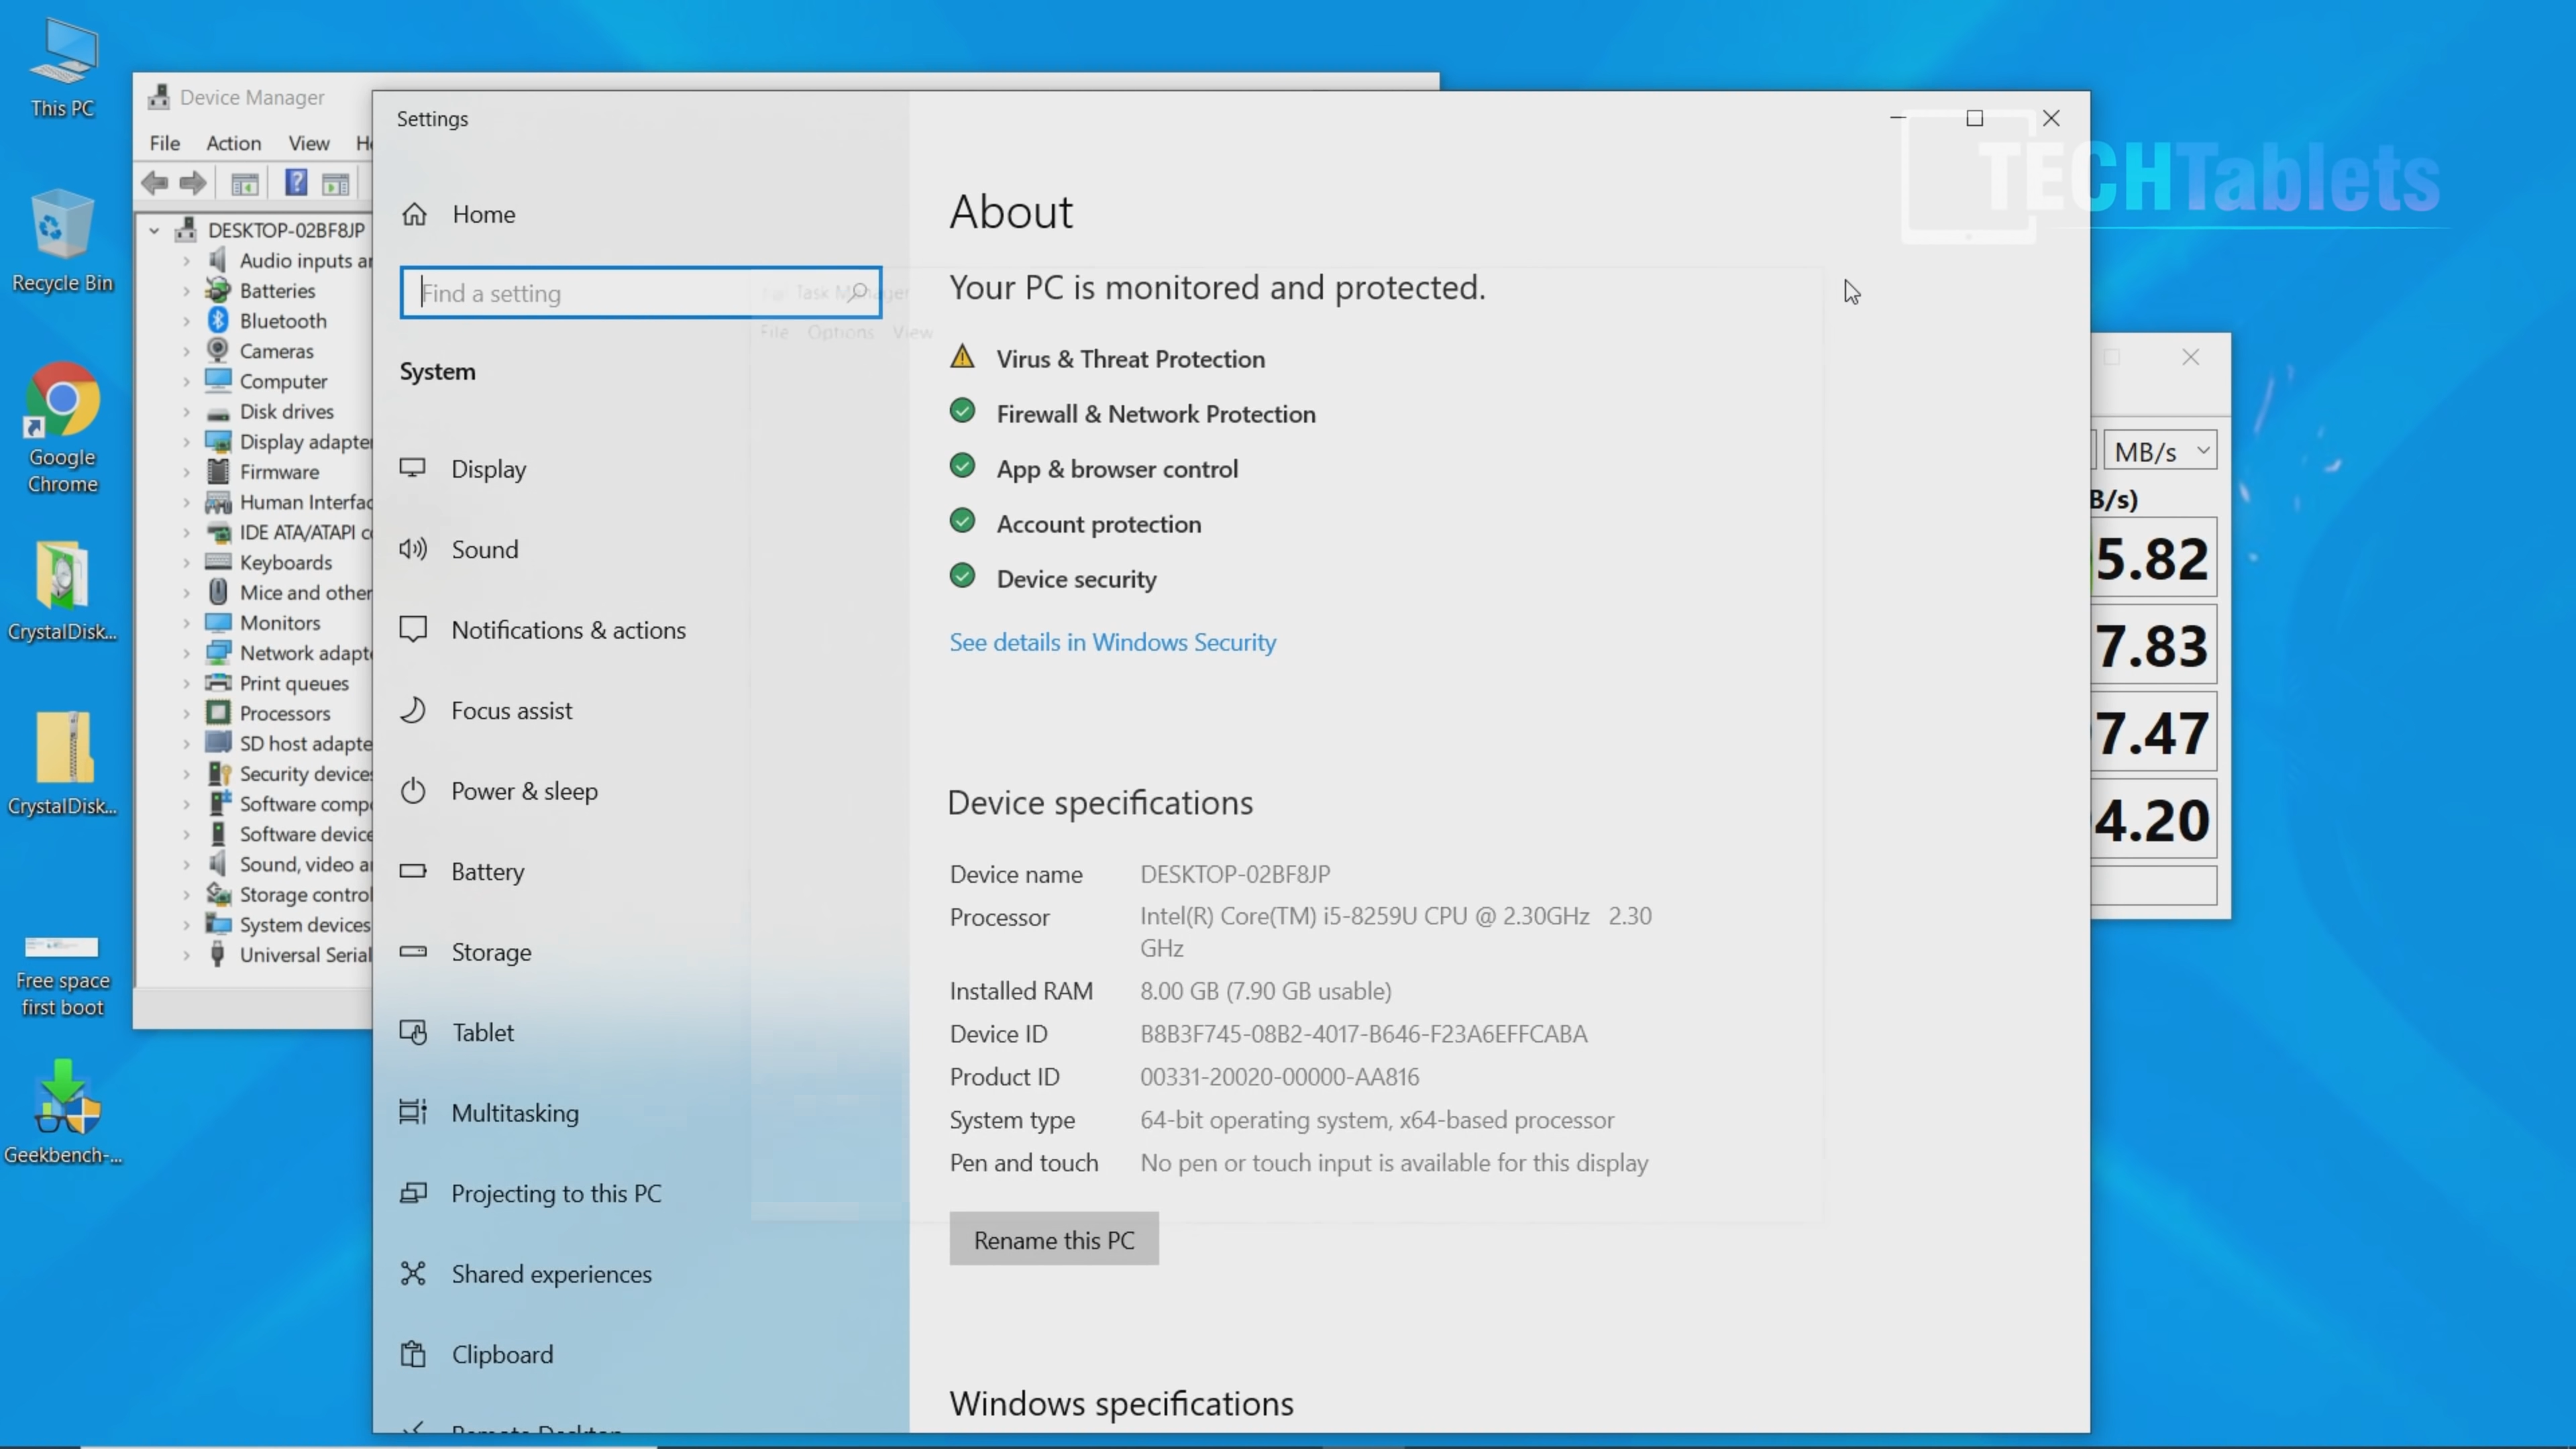 This PC
Recycle Bin
Google
Chrome
CrystalDisk...
CrystalDisk...
Free space
first boot
Geekbench-...
Device Manager
File Action View
DESKTOP-02BF8JP
Audio inputs
Batteries
Bluetooth
Cameras
Computer
Disk drives
Display
Firmware
Human
IDE ATA/ATAPI
Keyboards
Mice and other
Monitors
Network
Print queues
Processors
SD host
Security
Software
Software
Sound, video
Storage
System devices
Universal Serial
Settings
Home
Find a setting
Task Manager
File Options View
System
Display
Sound
Notifications & actions
Focus assist
Power & sleep
Battery
Storage
Tablet
Multitasking
Projecting to this PC
Shared experiences
Clipboard
Remote Desktop
About
Your PC is monitored and protected.
Virus & Threat Protection
Firewall & Network Protection
App & browser control
Account protection
Device security
See details in Windows Security
Device specifications
Device name DESKTOP-02BF8JP
Processor Intel(R) Core(TM) i5-8259U CPU @ 2.30GHz 2.30
GHz
Installed RAM 8.00 GB (7.90 GB usable)
Device ID B8B3F745-08B2-4017-B646-F23A6EFFCABA
Product ID 00331-20020-00000-AA816
System type 64-bit operating system, x64-based processor
Pen and touch No pen or touch input is available for this display
Rename this PC
Windows specifications
TECHTablets
MB/s
B/s)
5.82
7.83
7.47
4.20